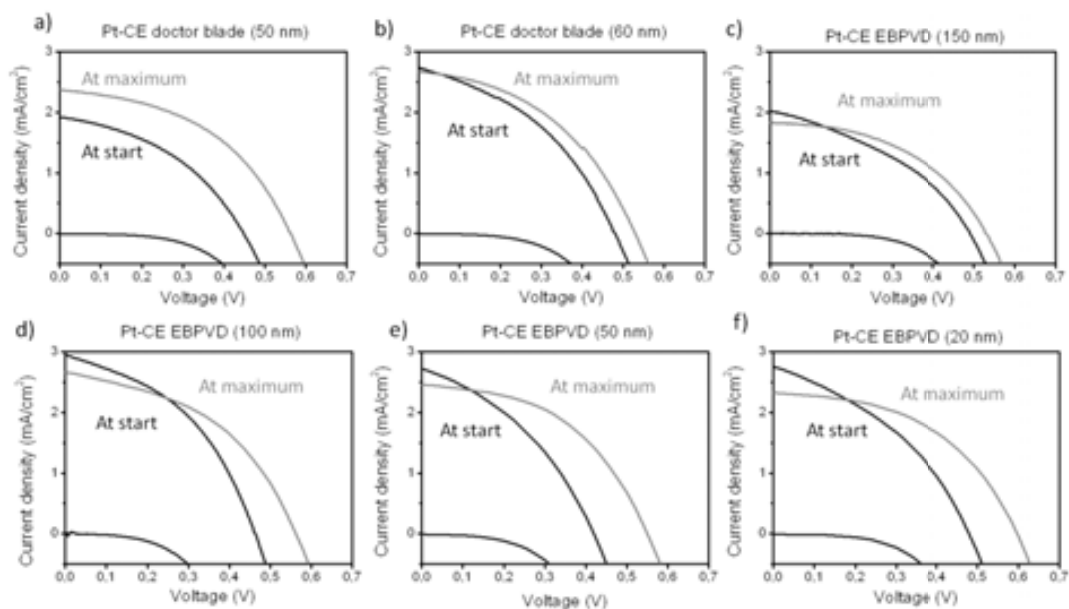 a)
Pt-CE doctor blade (50 nm)
Current density (mA/cm²)
3
2
1
0
At maximum
At start
0,0 0,1 0,2 0,3 0,4 0,5 0,6 0,7
Voltage (V)
b)
Pt-CE doctor blade (60 nm)
Current density (mA/cm²)
3
2
1
0
At maximum
At start
0,0 0,1 0,2 0,3 0,4 0,5 0,6 0,7
Voltage (V)
c)
Pt-CE EBPVD (150 nm)
Current density (mA/cm²)
3
2
1
0
At maximum
At start
0,0 0,1 0,2 0,3 0,4 0,5 0,6 0,7
Voltage (V)
d)
Pt-CE EBPVD (100 nm)
Current density (mA/cm²)
3
2
1
0
At maximum
At start
0,0 0,1 0,2 0,3 0,4 0,5 0,6 0,7
Voltage (V)
e)
Pt-CE EBPVD (50 nm)
Current density (mA/cm²)
3
2
1
0
At maximum
At start
0,0 0,1 0,2 0,3 0,4 0,5 0,6 0,7
Voltage (V)
f)
Pt-CE EBPVD (20 nm)
Current density (mA/cm²)
3
2
1
0
At maximum
At start
0,0 0,1 0,2 0,3 0,4 0,5 0,6 0,7
Voltage (V)